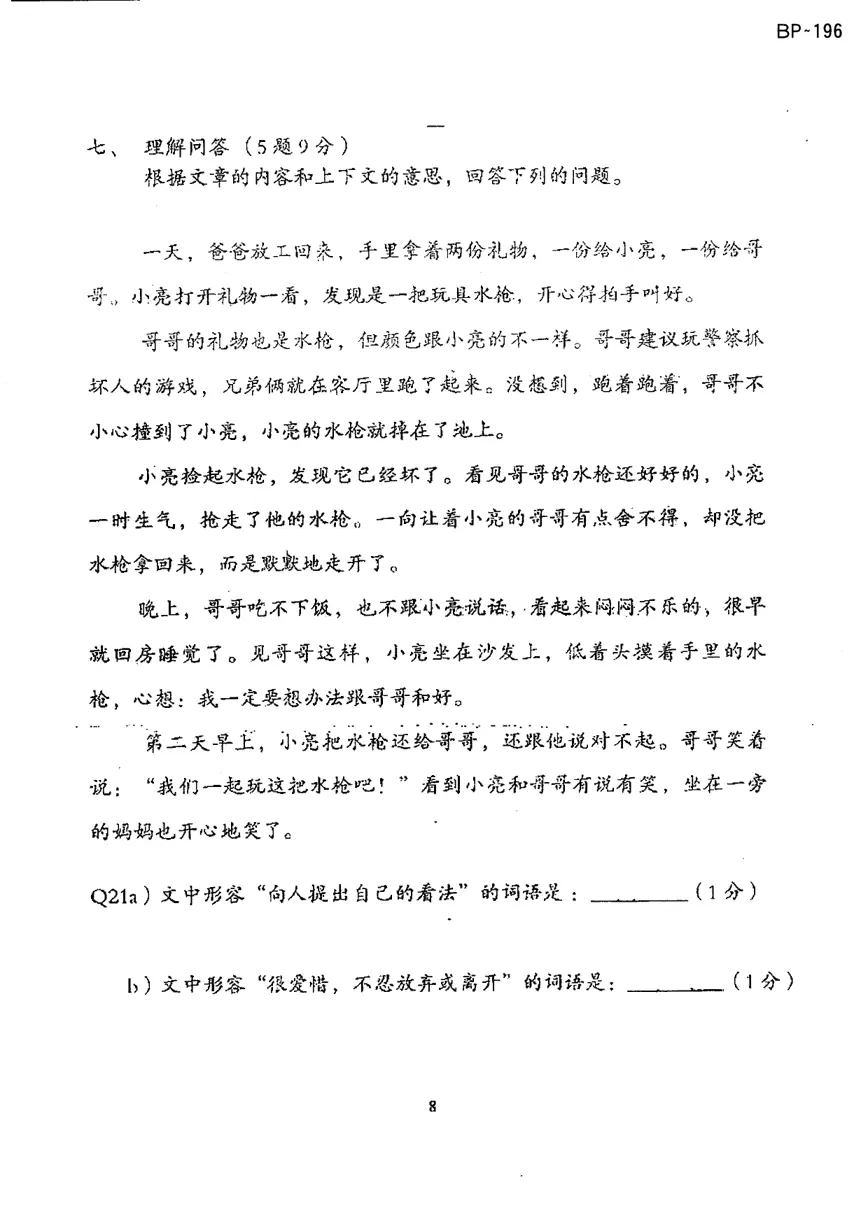 BP-196
七、 理解问答（5题9分）
根据文章的内容和上下文的意思，回答下列的问题。
一天，爸爸放工回来，手里拿着两份礼物，一份给小亮，一份给哥
哥。小亮打开礼物一看，发现是一把玩具水枪，开心得拍手叫好。
哥哥的礼物也是水枪，但颜色跟小亮的不一样。哥哥建议玩警察抓
坏人的游戏，兄弟俩就在客厅里跑了起来。没想到，跑着跑着，哥哥不
小心撞到了小亮，小亮的水枪就掉在了地上。
小亮捡起水枪，发现它已经坏了。看见哥哥的水枪还好好的，小亮
一时生气，抢走了他的水枪。一向让着小亮的哥哥有点舍不得，却没把
水枪拿回来，而是默默地走开了。
晚上，哥哥吃不下饭，也不跟小亮说话，看起来闷闷不乐的，很早
就回房睡觉了。见哥哥这样，小亮坐在沙发上，低着头摸着手里的水
枪，心想：我一定要想办法跟哥哥和好。
第二天早上，小亮把水枪还给哥哥，还跟他说对不起。哥哥笑着
说：“我们一起玩这把水枪吧！”看到小亮和哥哥有说有笑，坐在一旁
的妈妈也开心地笑了。
Q21a）文中形容“向人提出自己的看法”的词语是：________（1分）
b）文中形容“很爱惜，不忍放弃或离开”的词语是：________（1分）
8